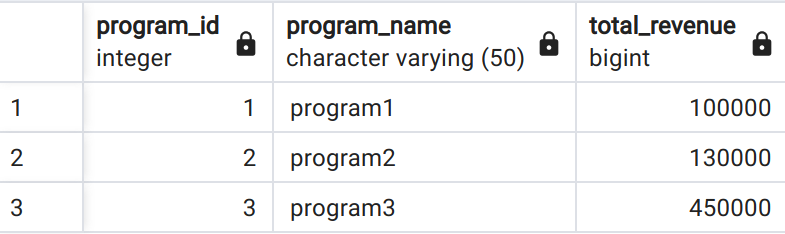 program_id program_name total_revenue
integer character varying (50) bigint
1 1 program1 100000
2 2 program2 130000
3 3 program3 450000